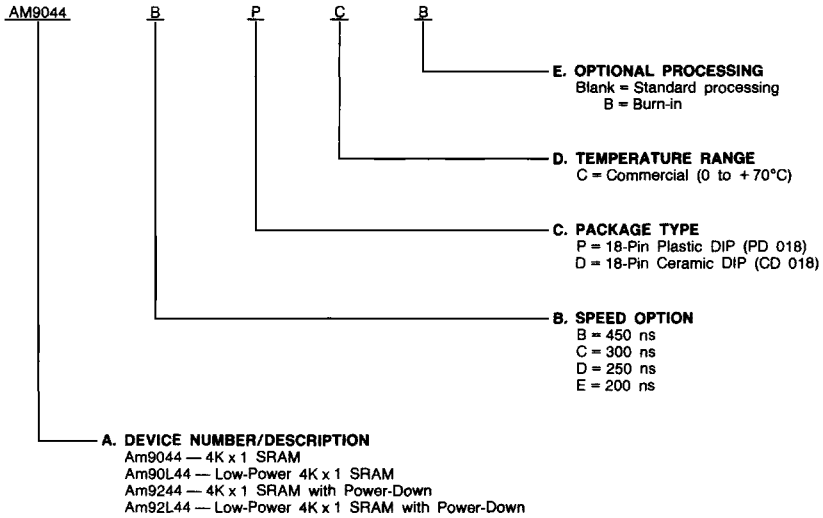 AM9044 B P C B
E. OPTIONAL PROCESSING
Blank = Standard processing
B = Burn-in
D. TEMPERATURE RANGE
C = Commercial (0 to +70°C)
C. PACKAGE TYPE
P = 18-Pin Plastic DIP (PD 018)
D = 18-Pin Ceramic DIP (CD 018)
B. SPEED OPTION
B = 450 ns
C = 300 ns
D = 250 ns
E = 200 ns
A. DEVICE NUMBER/DESCRIPTION
Am9044 — 4K x 1 SRAM
Am90L44 — Low-Power 4K x 1 SRAM
Am9244 — 4K x 1 SRAM with Power-Down
Am92L44 — Low-Power 4K x 1 SRAM with Power-Down